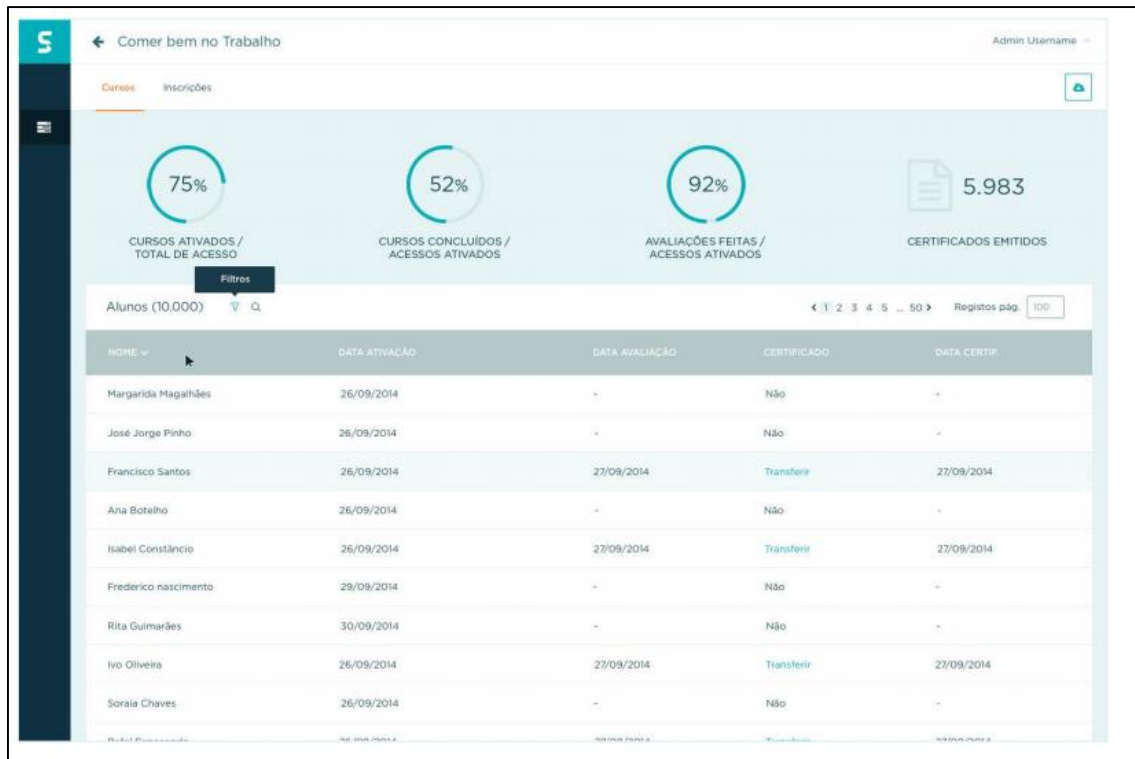 S
Comer bem no Trabalho
Admin Username
Cursos Inscrições
75% 52% 92% 5.983
CURSOS ATIVADOS / CURSOS CONCLUÍDOS / AVALIAÇÕES FEITAS / CERTIFICADOS EMITIDOS
TOTAL DE ACESSO ACESSOS ATIVADOS ACESSOS ATIVADOS
Filtros
Alunos (10.000) 1 2 3 4 5 ... 50 Registos pág. 100
NOME DATA ATIVAÇÃO DATA AVALIAÇÃO CERTIFICADO DATA CERTIF.
Margarida Magalhães 26/09/2014 - Não -
José Jorge Pinho 26/09/2014 - Não -
Francisco Santos 26/09/2014 27/09/2014 Transferir 27/09/2014
Ana Botelho 26/09/2014 - Não -
Isabel Constâncio 26/09/2014 27/09/2014 Transferir 27/09/2014
Frederico nascimento 29/09/2014 - Não -
Rita Guimarães 30/09/2014 - Não -
Ivo Oliveira 26/09/2014 27/09/2014 Transferir 27/09/2014
Soraia Chaves 26/09/2014 - Não -